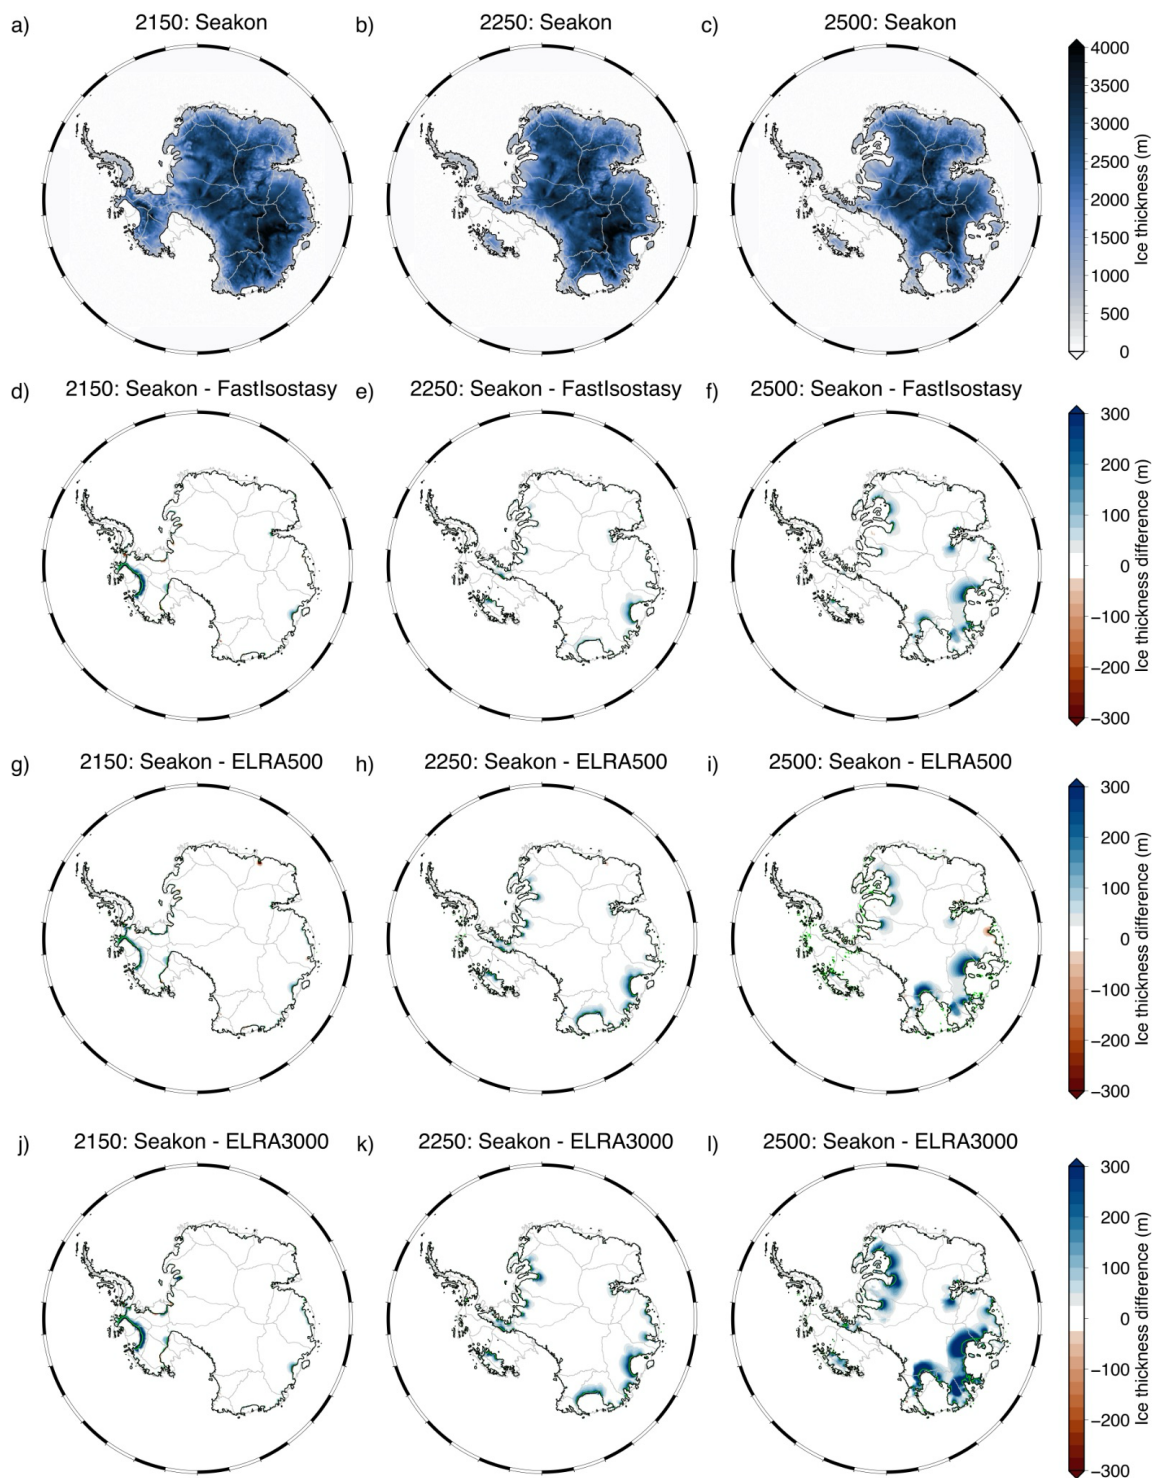 a) 2150: Seakon
b) 2250: Seakon
c) 2500: Seakon
4000
3500
3000
2500
2000
1500
1000
500
0
Ice thickness (m)
d) 2150: Seakon - FastIsostasy
e) 2250: Seakon - FastIsostasy
f) 2500: Seakon - FastIsostasy
300
200
100
0
−100
−200
−300
Ice thickness difference (m)
g) 2150: Seakon - ELRA500
h) 2250: Seakon - ELRA500
i) 2500: Seakon - ELRA500
300
200
100
0
−100
−200
−300
Ice thickness difference (m)
j) 2150: Seakon - ELRA3000
k) 2250: Seakon - ELRA3000
l) 2500: Seakon - ELRA3000
300
200
100
0
−100
−200
−300
Ice thickness difference (m)